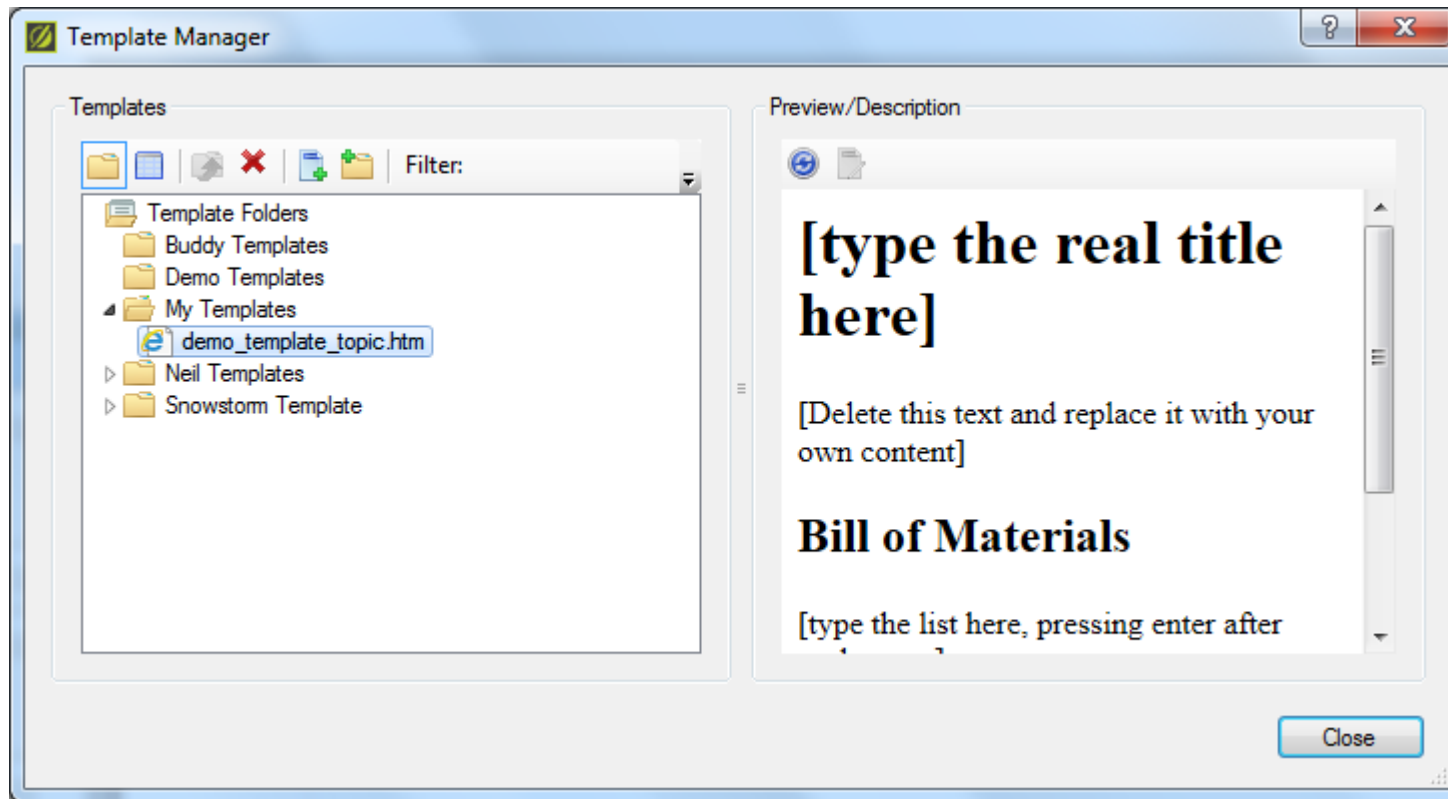 Template Manager
Templates
Filter:
Template Folders
Buddy Templates
Demo Templates
My Templates
demo_template_topic.htm
Neil Templates
Snowstorm Template
Preview/Description
[type the real title
here]
[Delete this text and replace it with your
own content]
Bill of Materials
[type the list here, pressing enter after
Close